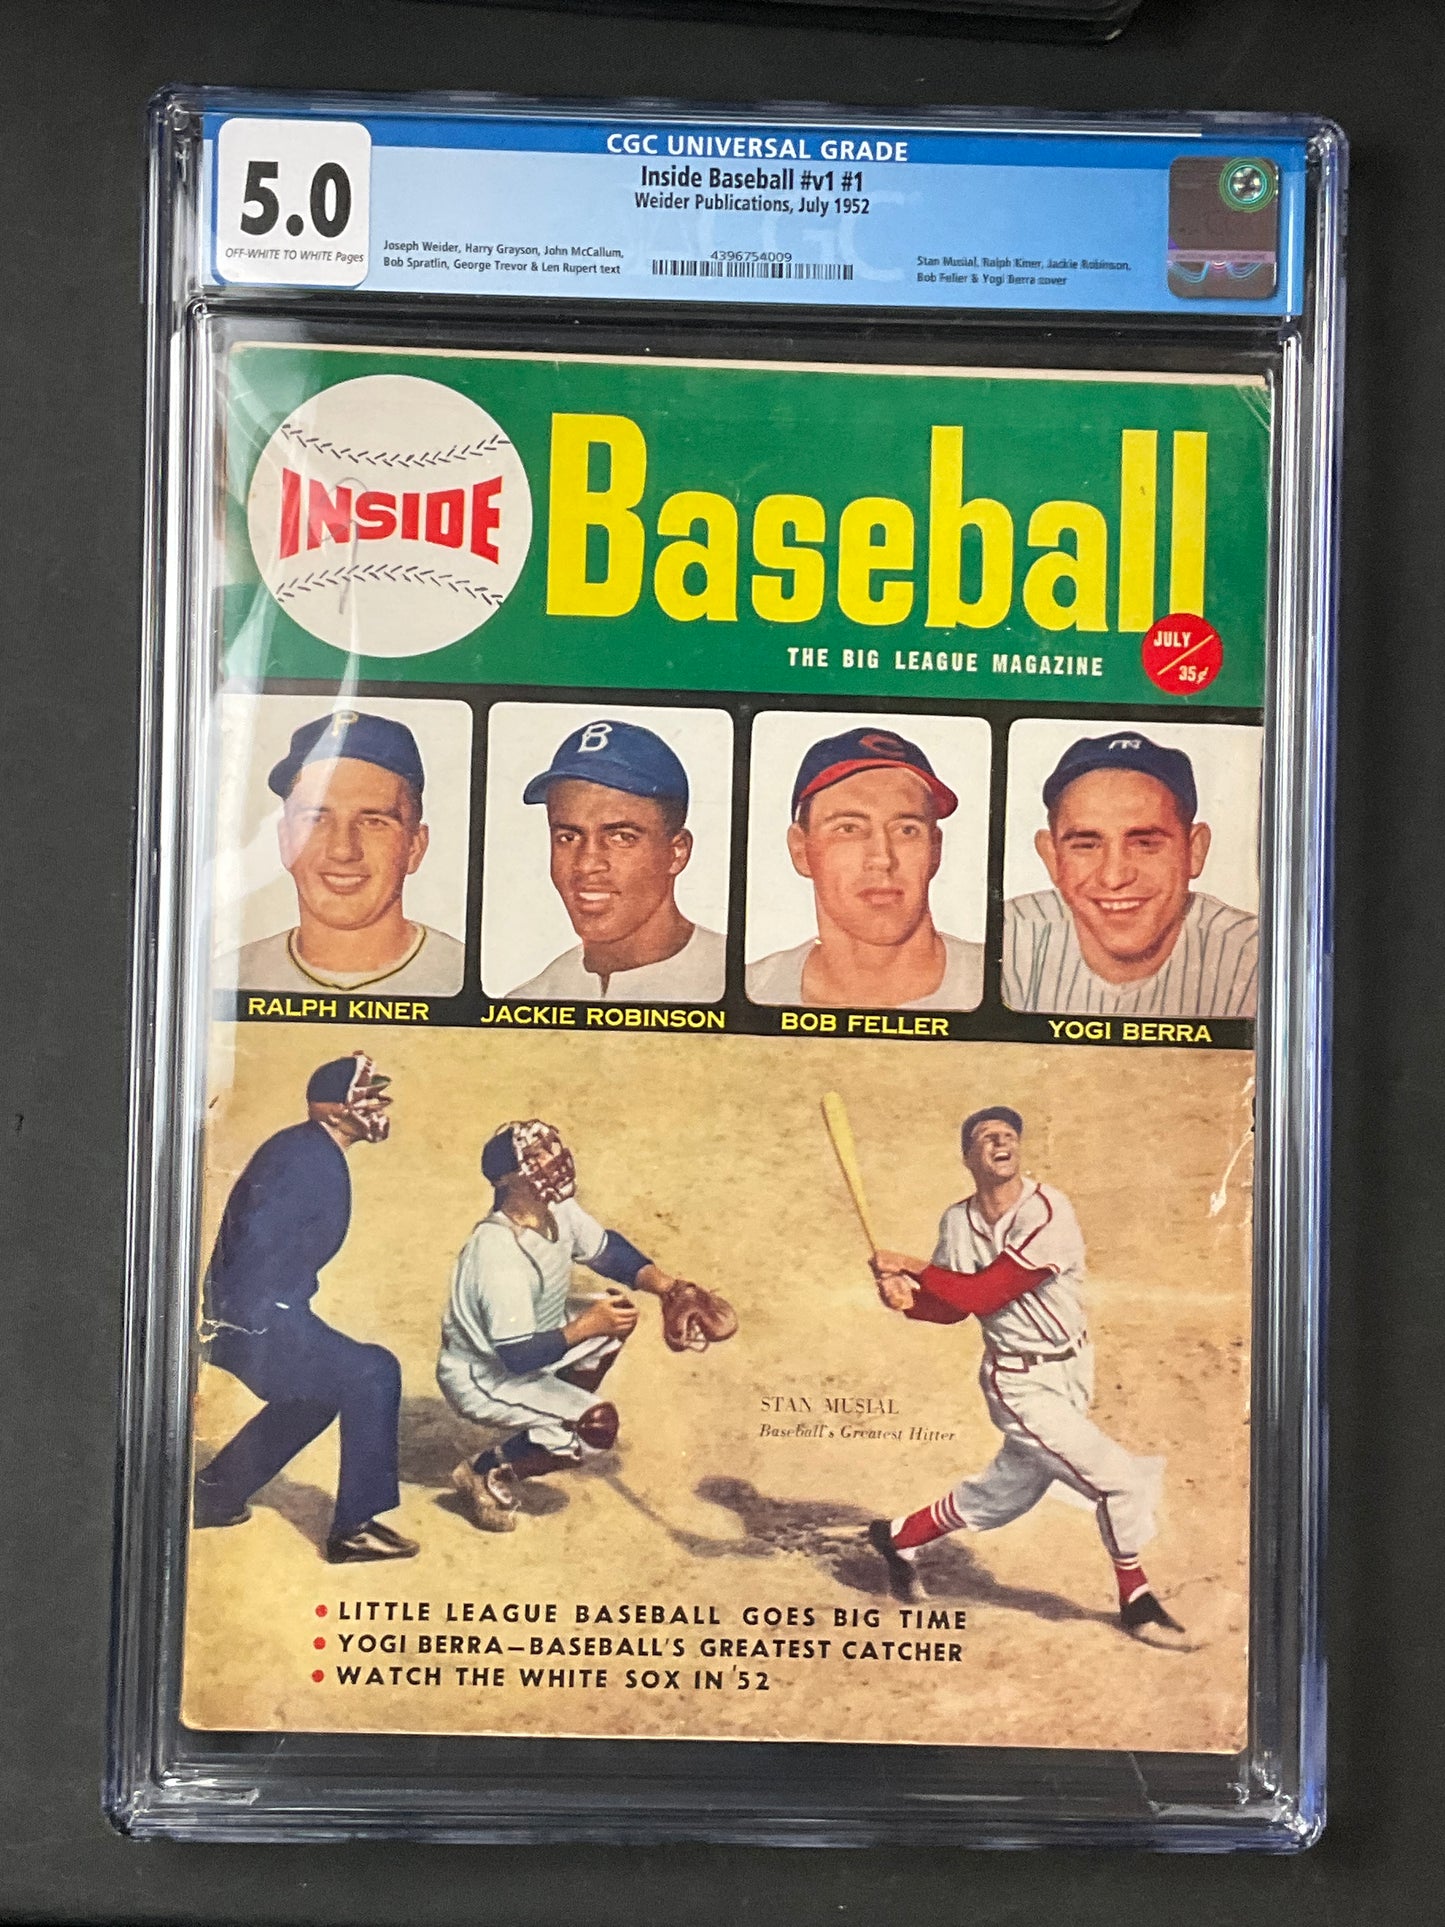 CGC UNIVERSAL GRADE
5.0
OFF-WHITE TO WHITE Pages
Inside Baseball #v1 #1
Weider Publications, July 1952
Joseph Weider, Harry Grayson, John McCallum,
Bob Spratlin, George Trevor & Len Rupert text
4396754009
Stan Musial, Ralph Kiner, Jackie Robinson,
Bob Feller & Yogi Berra cover
INSIDE
Baseball
THE BIG LEAGUE MAGAZINE
JULY
35¢
P
B
C
NY
RALPH KINER
JACKIE ROBINSON
BOB FELLER
YOGI BERRA
STAN MUSIAL
Baseball's Greatest Hitter
• LITTLE LEAGUE BASEBALL GOES BIG TIME
• YOGI BERRA—BASEBALL'S GREATEST CATCHER
• WATCH THE WHITE SOX IN '52